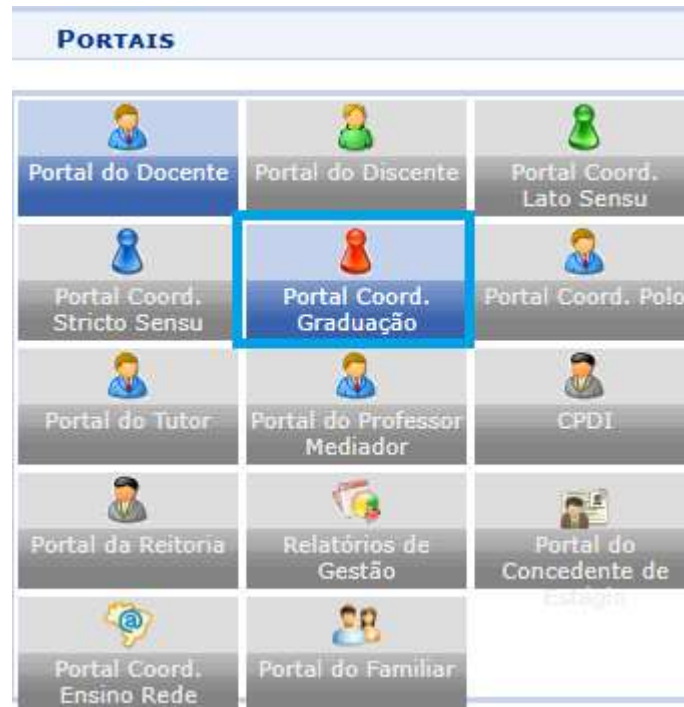 PORTAIS
Portal do Docente
Portal do Discente
Portal Coord.
Lato Sensu
Portal Coord.
Stricto Sensu
Portal Coord.
Graduação
Portal Coord. Polo
Portal do Tutor
Portal do Professor
Mediador
CPDI
Portal da Reitoria
Relatórios de
Gestão
Portal do
Concedente de
Estágio
Portal Coord.
Ensino Rede
Portal do Familiar